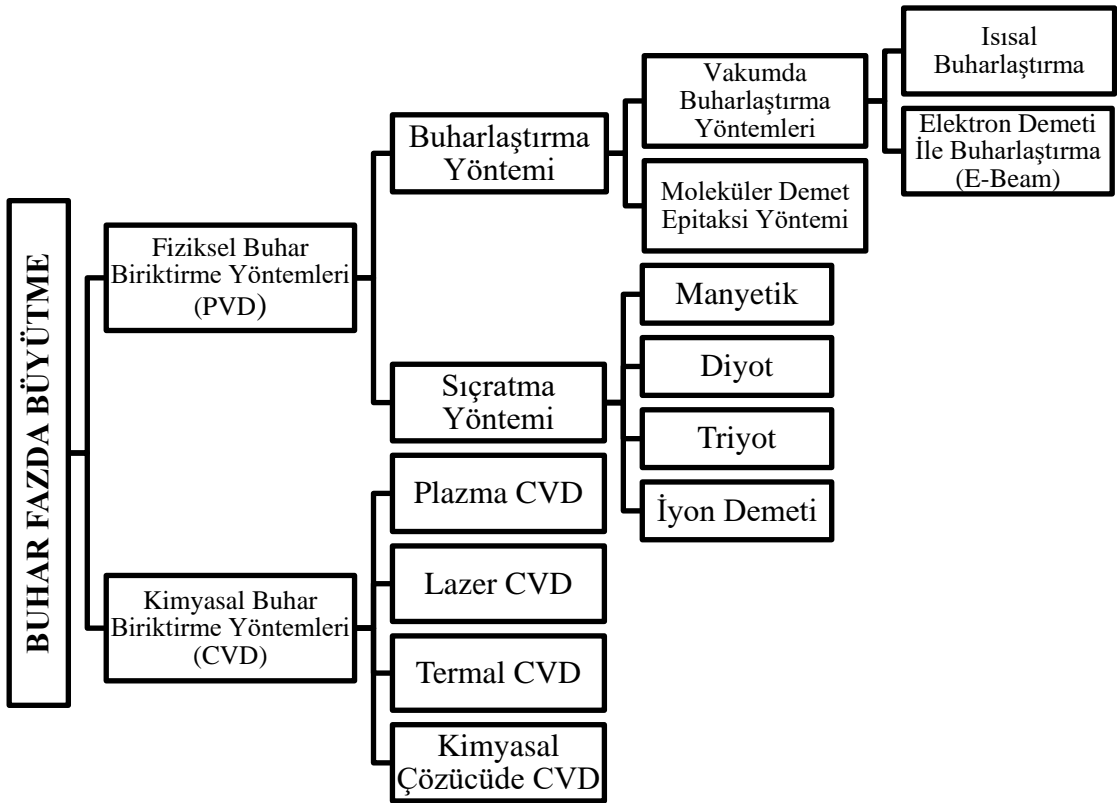 BUHAR FAZDA BÜYÜTME
Fiziksel Buhar
Biriktirme Yöntemleri
(PVD)
Buharlaştırma
Yöntemi
Vakumda
Buharlaştırma
Yöntemleri
Isısal
Buharlaştırma
Elektron Demeti
İle Buharlaştırma
(E-Beam)
Moleküler Demet
Epitaksi Yöntemi
Sıçratma
Yöntemi
Manyetik
Diyot
Triyot
İyon Demeti
Kimyasal Buhar
Biriktirme Yöntemleri
(CVD)
Plazma CVD
Lazer CVD
Termal CVD
Kimyasal
Çözücüde CVD